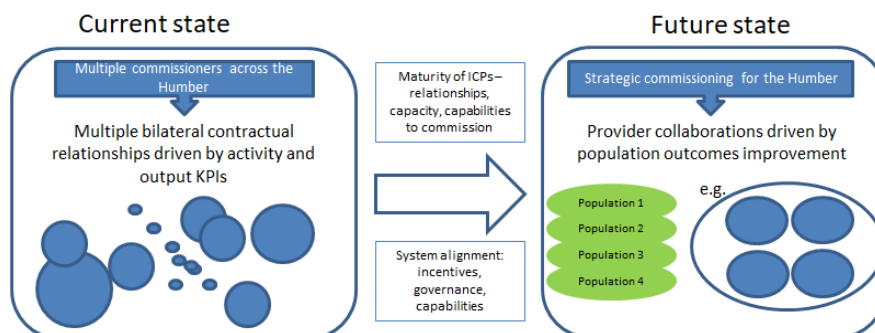 Current state
Multiple commissioners across the
Humber
Multiple bilateral contractual
relationships driven by activity and
output KPIs
Maturity of ICPs –
relationships,
capacity, capabilities
to commission
System alignment:
incentives,
governance,
capabilities
Future state
Strategic commissioning for the Humber
Provider collaborations driven by
population outcomes improvement
e.g.
Population 1
Population 2
Population 3
Population 4